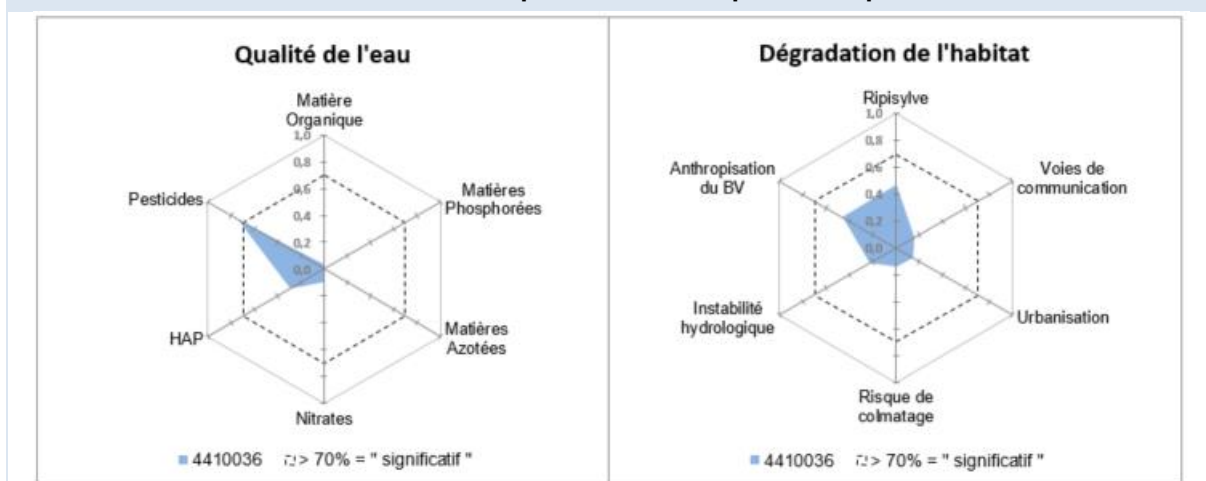 Qualité de l'eau
Matière
Organique
1,0
0,8
0,4
0,2
0,0
Matières
Phosphorées
Matières
Azotées
Nitrates
HAP
Pesticides
4410036 > 70% = " significatif "
Dégradation de l'habitat
Ripisylve
1,0
0,8
0,6
0,4
0,2
0,0
Voies de
communication
Urbanisation
Risque de
colmatage
Instabilité
hydrologique
Anthropisation
du BV
4410036 > 70% = " significatif "